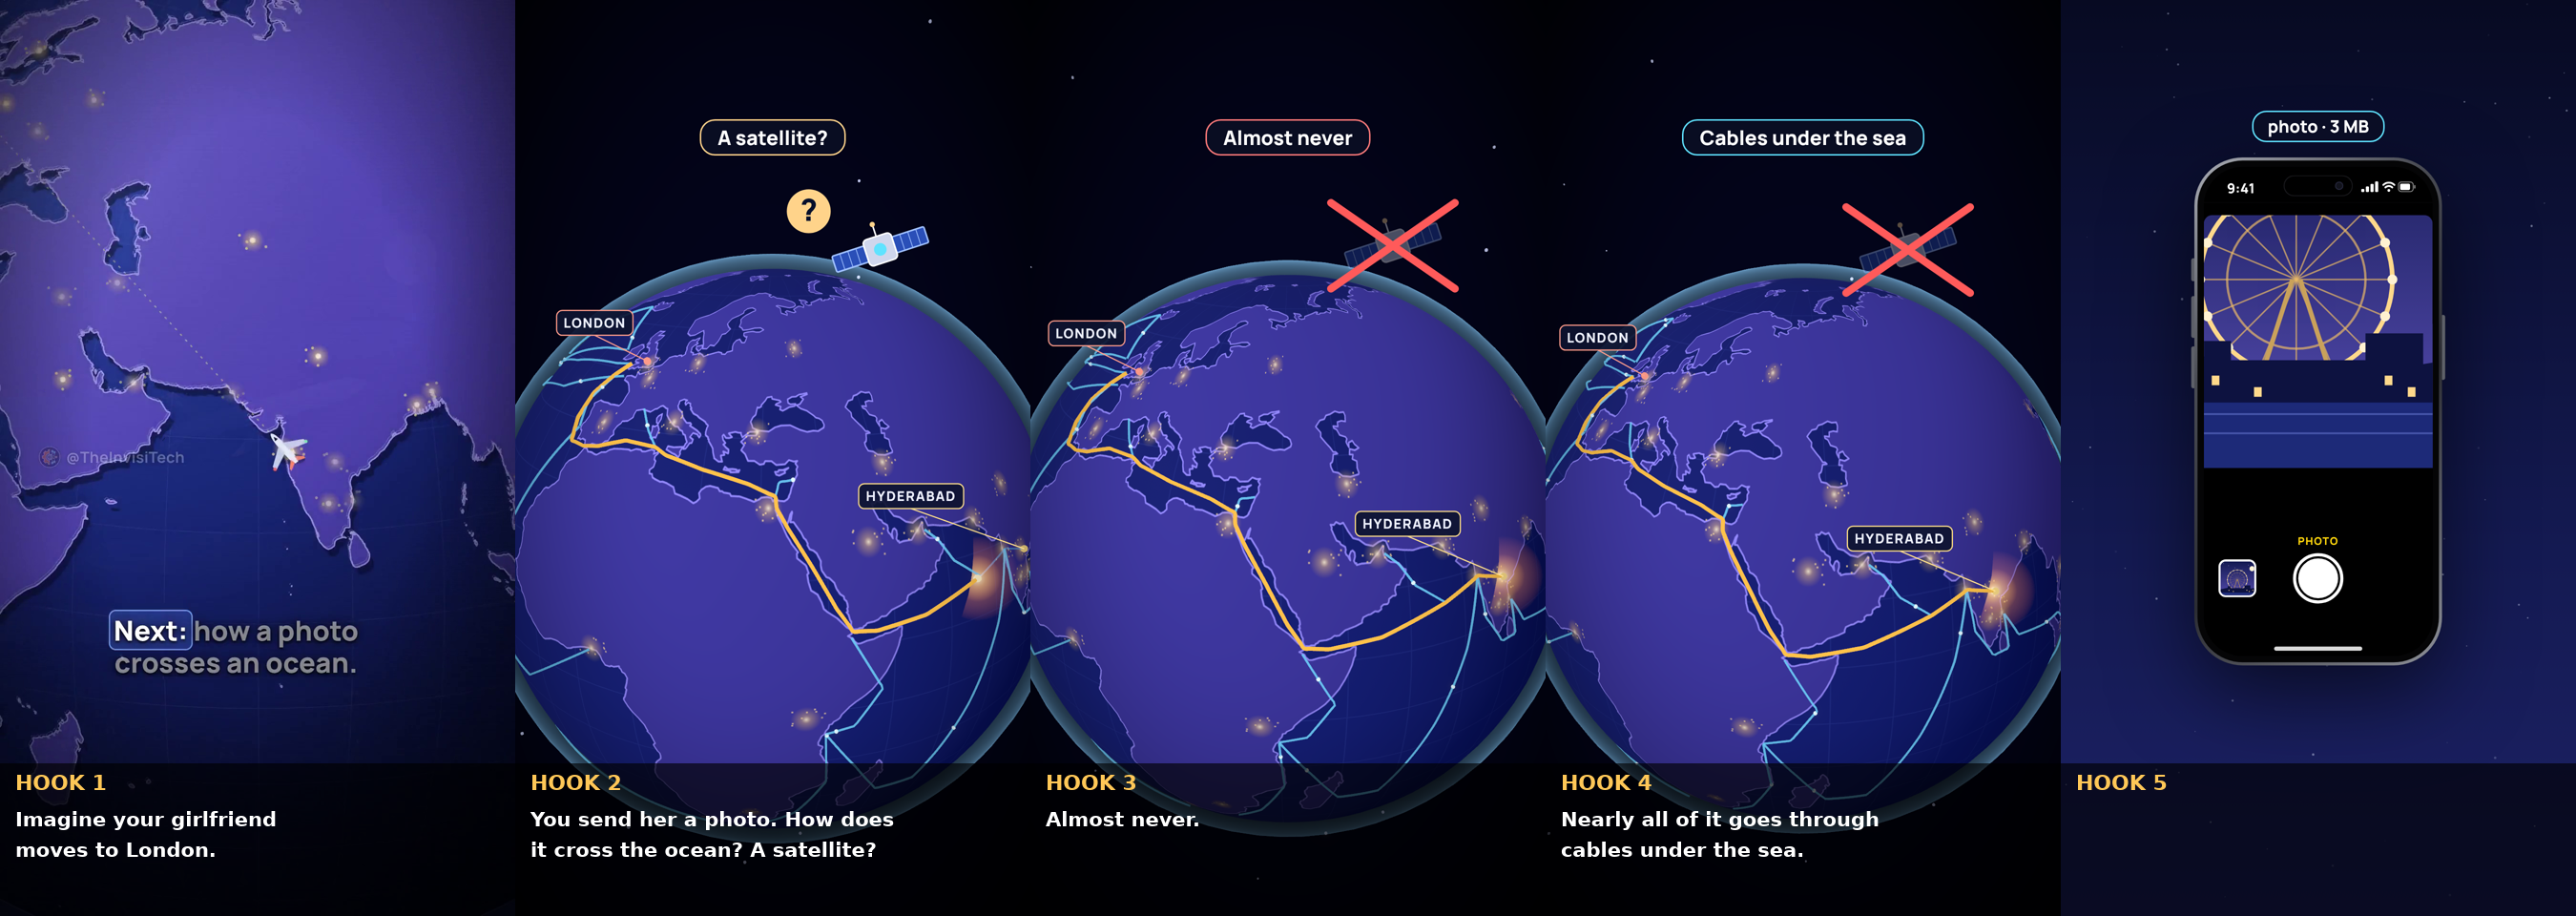 @TheInvisiTech
Next: how a photo
crosses an ocean.
HOOK 1
Imagine your girlfriend
moves to London.
A satellite?
?
LONDON
HYDERABAD
HOOK 2
You send her a photo. How does
it cross the ocean? A satellite?
Almost never
LONDON
HYDERABAD
HOOK 3
Almost never.
Cables under the sea
LONDON
HYDERABAD
HOOK 4
Nearly all of it goes through
cables under the sea.
photo · 3 MB
9:41
PHOTO
HOOK 5